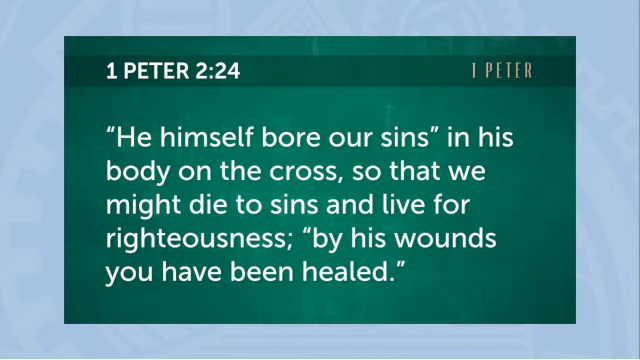 1 PETER 2:24
1 PETER
“He himself bore our sins” in his
body on the cross, so that we
might die to sins and live for
righteousness; “by his wounds
you have been healed.”